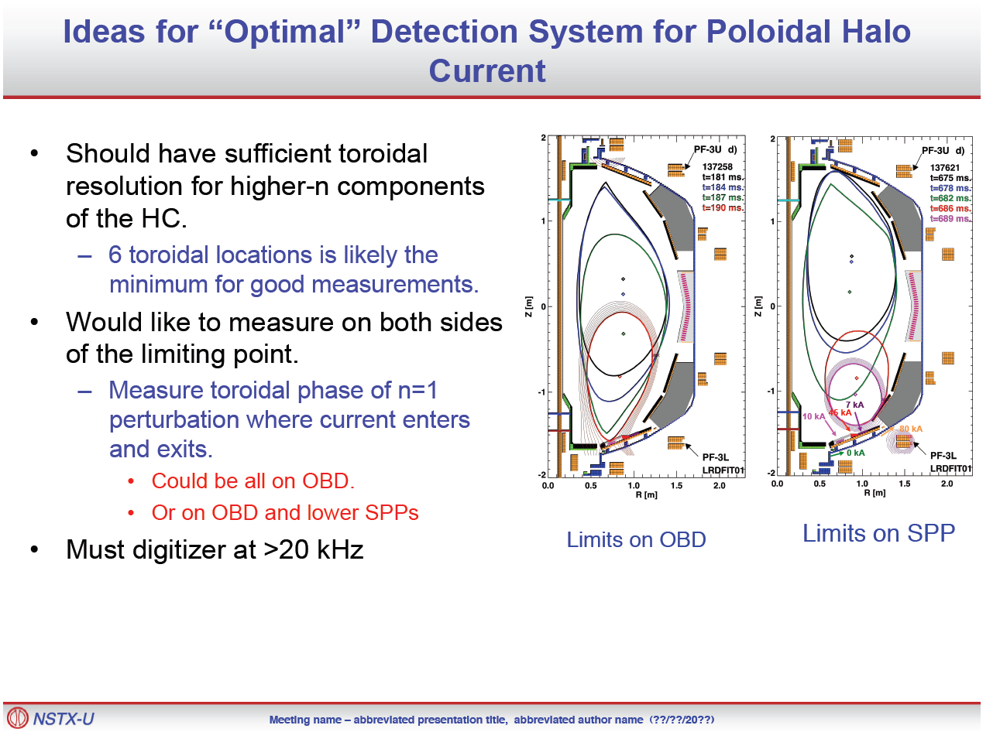 Ideas for “Optimal” Detection System for Poloidal Halo
Current
• Should have sufficient toroidal
resolution for higher-n components
of the HC.
– 6 toroidal locations is likely the
minimum for good measurements.
• Would like to measure on both sides
of the limiting point.
– Measure toroidal phase of n=1
perturbation where current enters
and exits.
• Could be all on OBD.
• Or on OBD and lower SPPs
• Must digitizer at >20 kHz
2
1
0
-1
-2
Z [m]
0.0 0.5 1.0 1.5 2.0
R [m]
PF-3U d)
137258
t=181 ms.
t=184 ms.
t=187 ms.
t=190 ms.
PF-3L
LRDFIT01
Limits on OBD
2
1
0
-1
-2
Z [m]
0.0 0.5 1.0 1.5 2.0
R [m]
PF-3U d)
137621
t=675 ms.
t=678 ms.
t=682 ms.
t=686 ms.
t=689 ms.
7 kA
10 kA
45 kA
80 kA
0 kA
PF-3L
LRDFIT01
Limits on SPP
NSTX-U
Meeting name – abbreviated presentation title, abbreviated author name (??/??/20??)